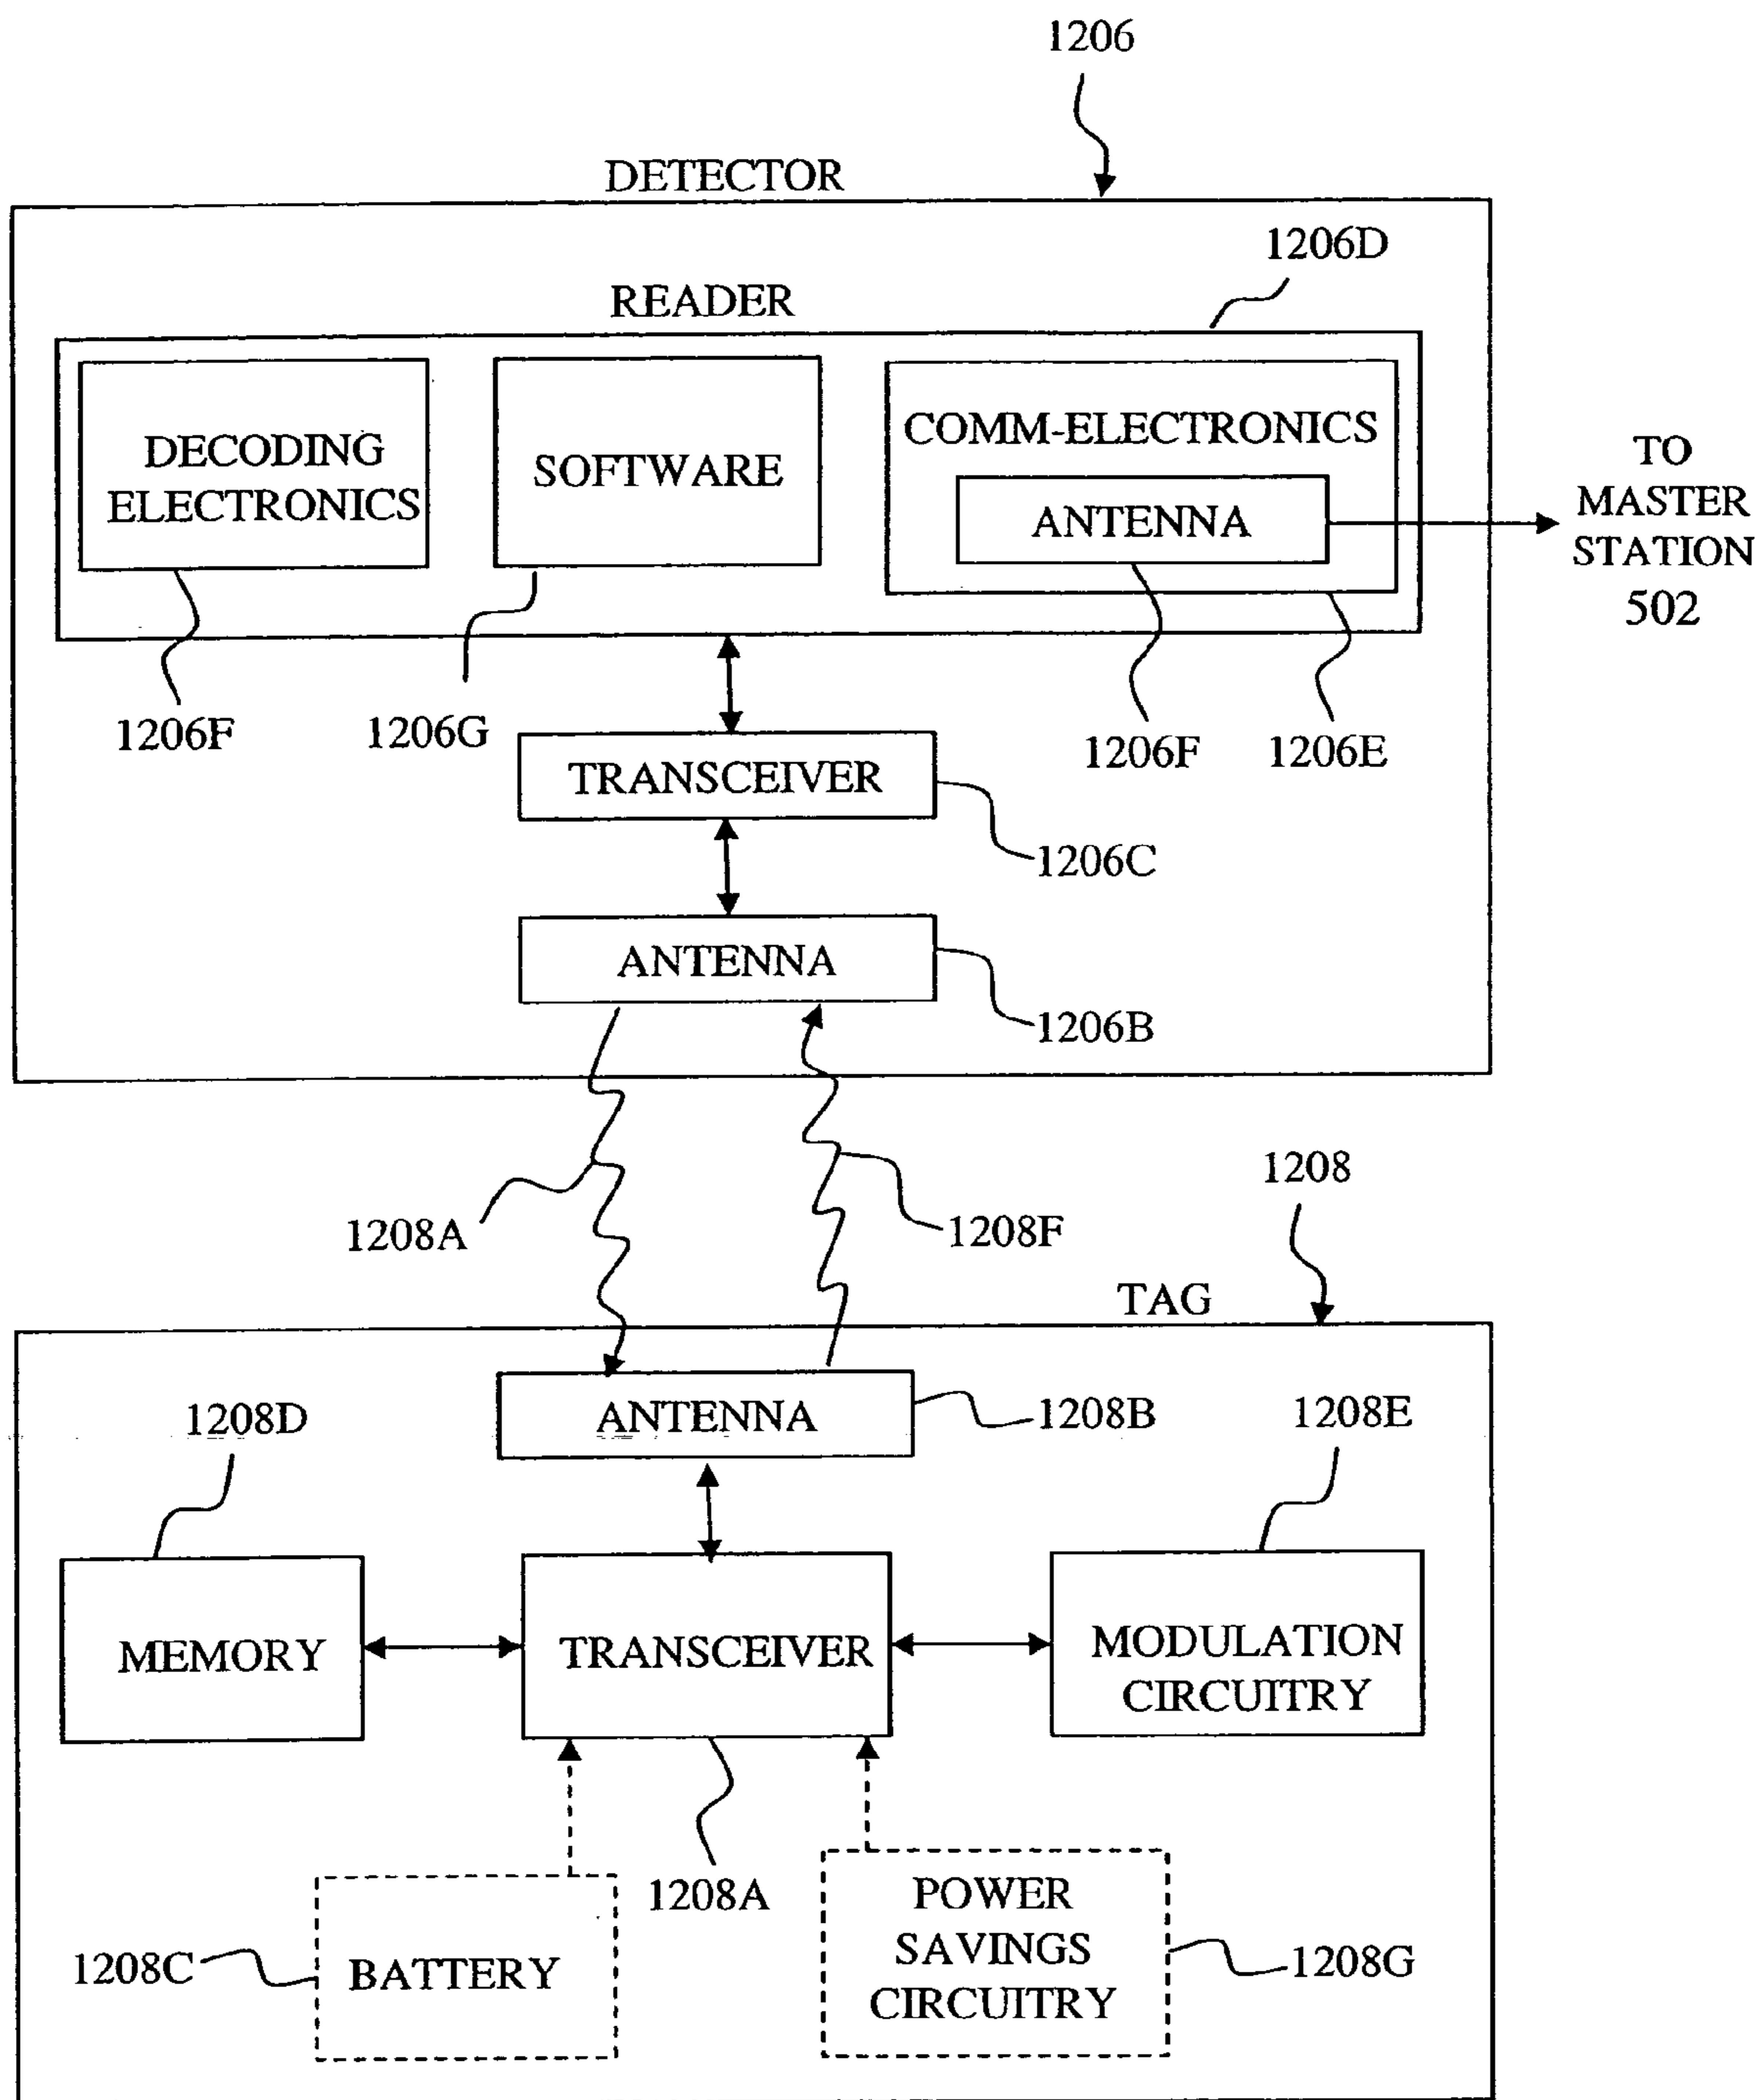 1206
DETECTOR
1206D
READER
DECODING
ELECTRONICS
SOFTWARE
COMM-ELECTRONICS
ANTENNA
TO
MASTER
STATION
502
1206F
1206G
1206F
1206E
TRANSCEIVER
1206C
ANTENNA
1206B
1208A
1208F
1208
TAG
ANTENNA
1208B
1208D
1208E
MEMORY
TRANSCEIVER
MODULATION
CIRCUITRY
1208A
1208C
BATTERY
POWER
SAVINGS
CIRCUITRY
1208G